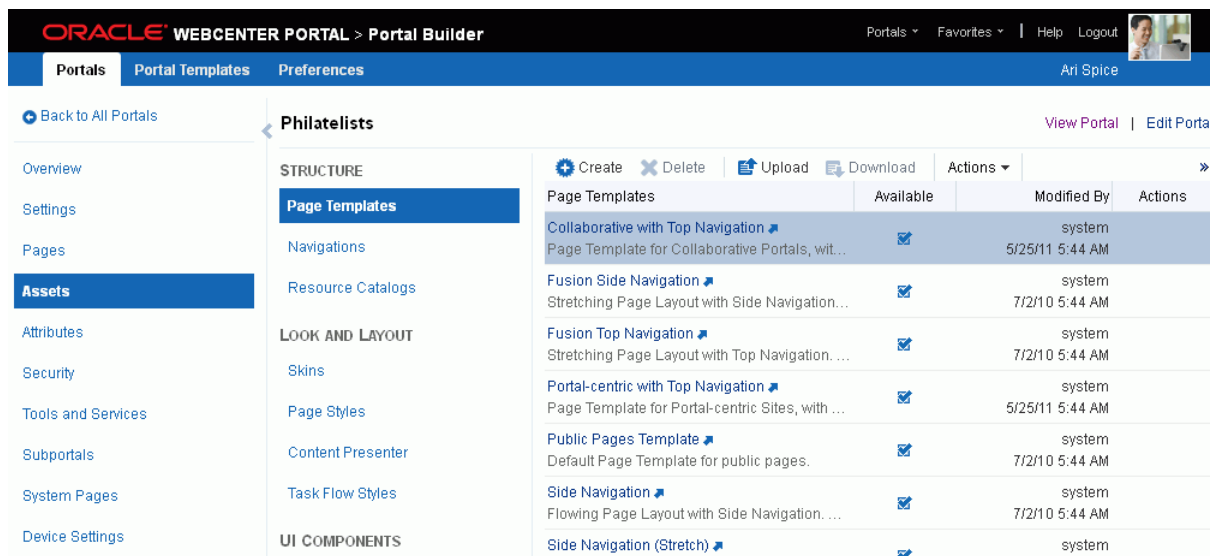 ORACLE WEBCENTER PORTAL > Portal Builder
Portals Favorites | Help Logout
Portals Portal Templates Preferences
Ari Spice
Back to All Portals
Overview
Settings
Pages
Assets
Attributes
Security
Tools and Services
Subportals
System Pages
Device Settings
Philatelists
View Portal | Edit Porta
STRUCTURE
Page Templates
Navigations
Resource Catalogs
LOOK AND LAYOUT
Skins
Page Styles
Content Presenter
Task Flow Styles
UI COMPONENTS
Create Delete Upload Download Actions »
Page Templates Available Modified By Actions
Collaborative with Top Navigation system
Page Template for Collaborative Portals, wit... 5/25/11 5:44 AM
Fusion Side Navigation system
Stretching Page Layout with Side Navigation... 7/2/10 5:44 AM
Fusion Top Navigation system
Stretching Page Layout with Top Navigation. ... 7/2/10 5:44 AM
Portal-centric with Top Navigation system
Page Template for Portal-centric Sites, with ... 5/25/11 5:44 AM
Public Pages Template system
Default Page Template for public pages. 7/2/10 5:44 AM
Side Navigation system
Flowing Page Layout with Side Navigation. ... 7/2/10 5:44 AM
Side Navigation (Stretch) system